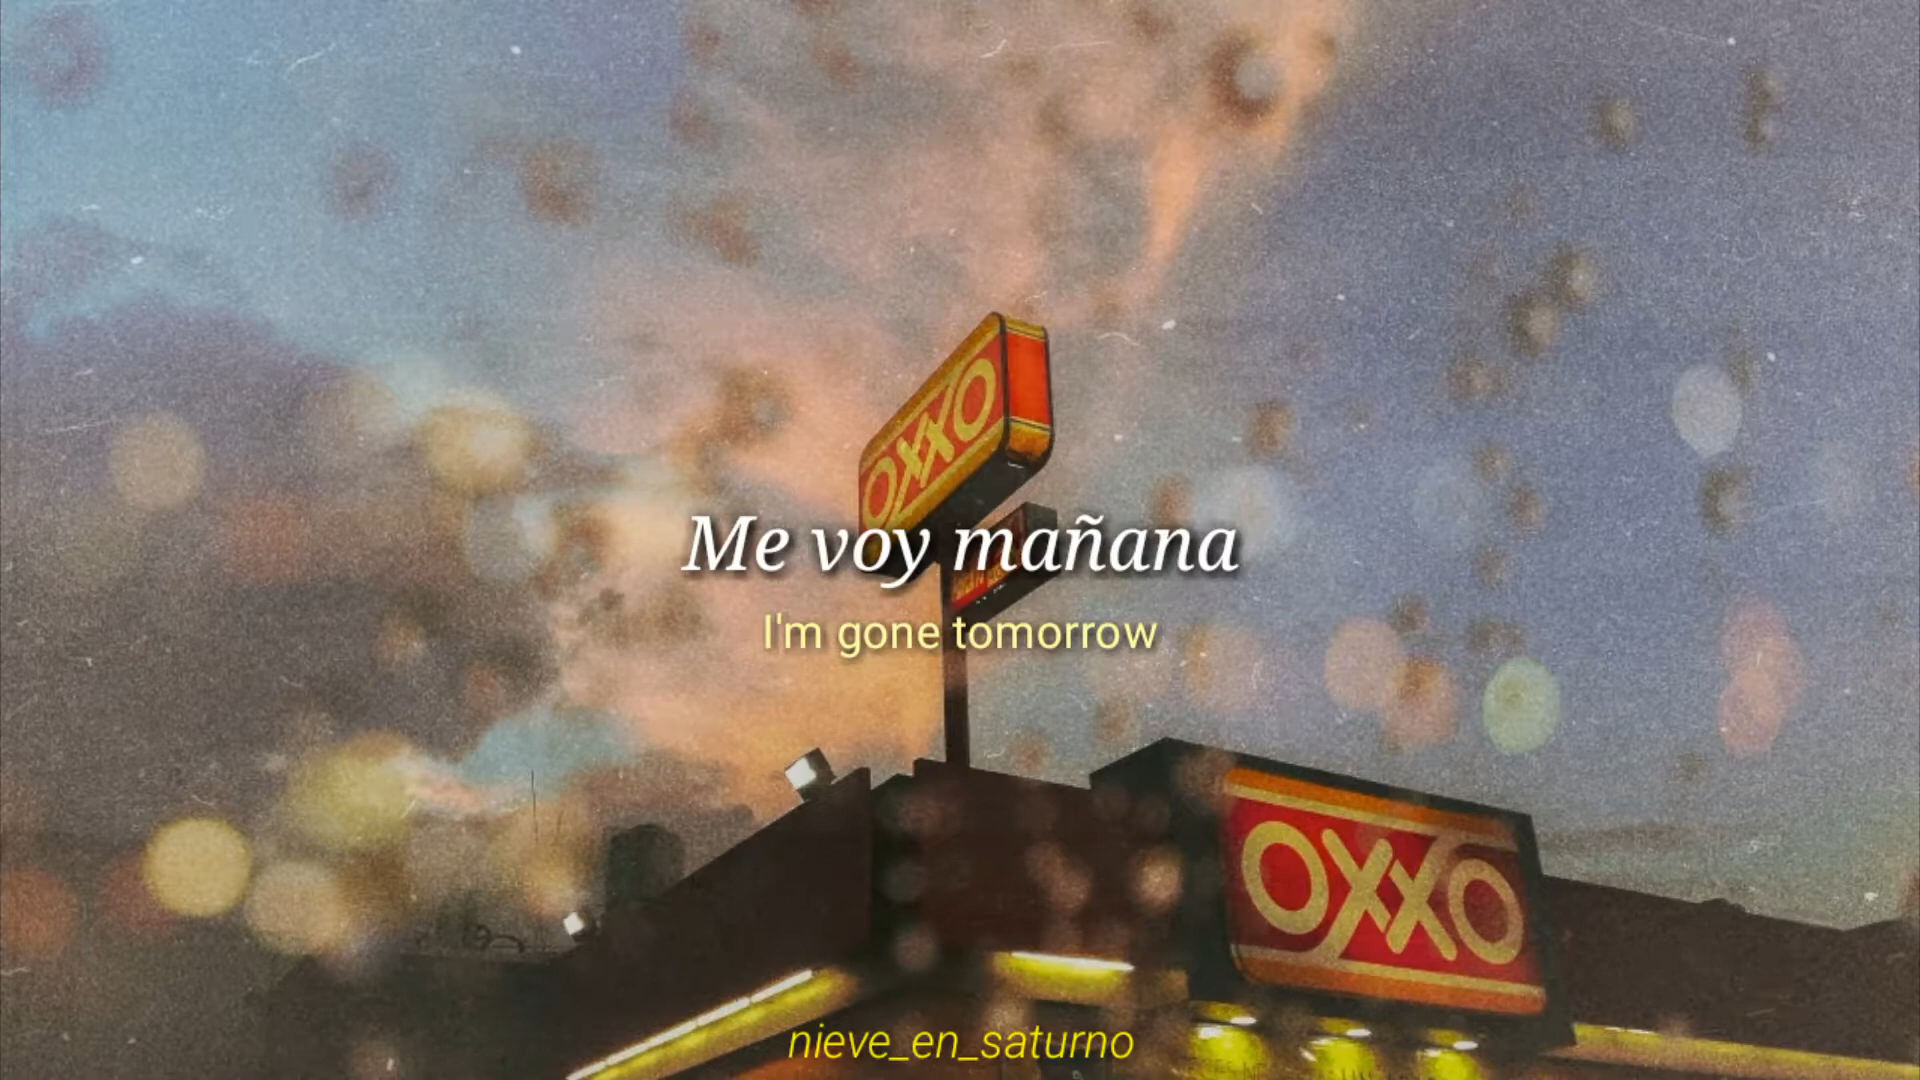 OXXO
Me voy mañana
I'm gone tomorrow
OXXO
nieve_en_saturno